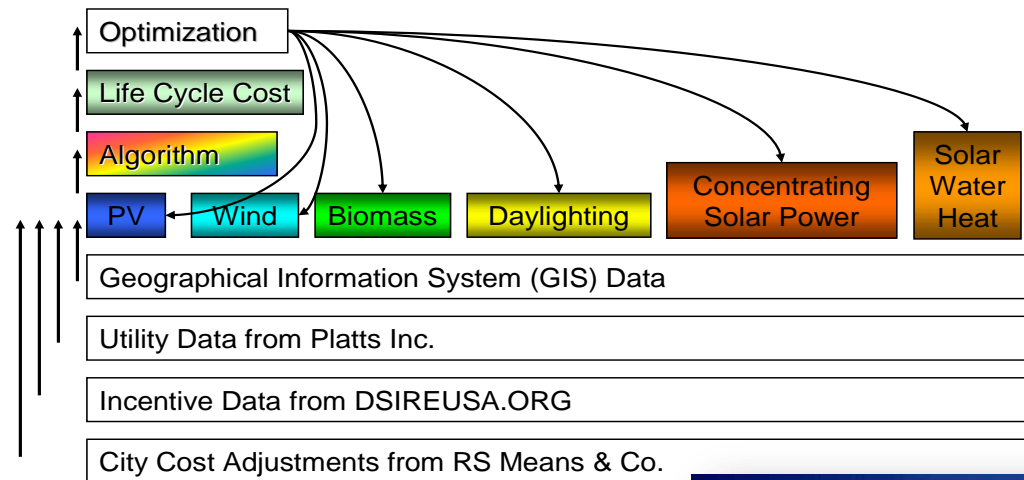 Optimization
Life Cycle Cost
Algorithm
PV
Wind
Biomass
Daylighting
Concentrating
Solar Power
Solar
Water
Heat
Geographical Information System (GIS) Data
Utility Data from Platts Inc.
Incentive Data from DSIREUSA.ORG
City Cost Adjustments from RS Means & Co.